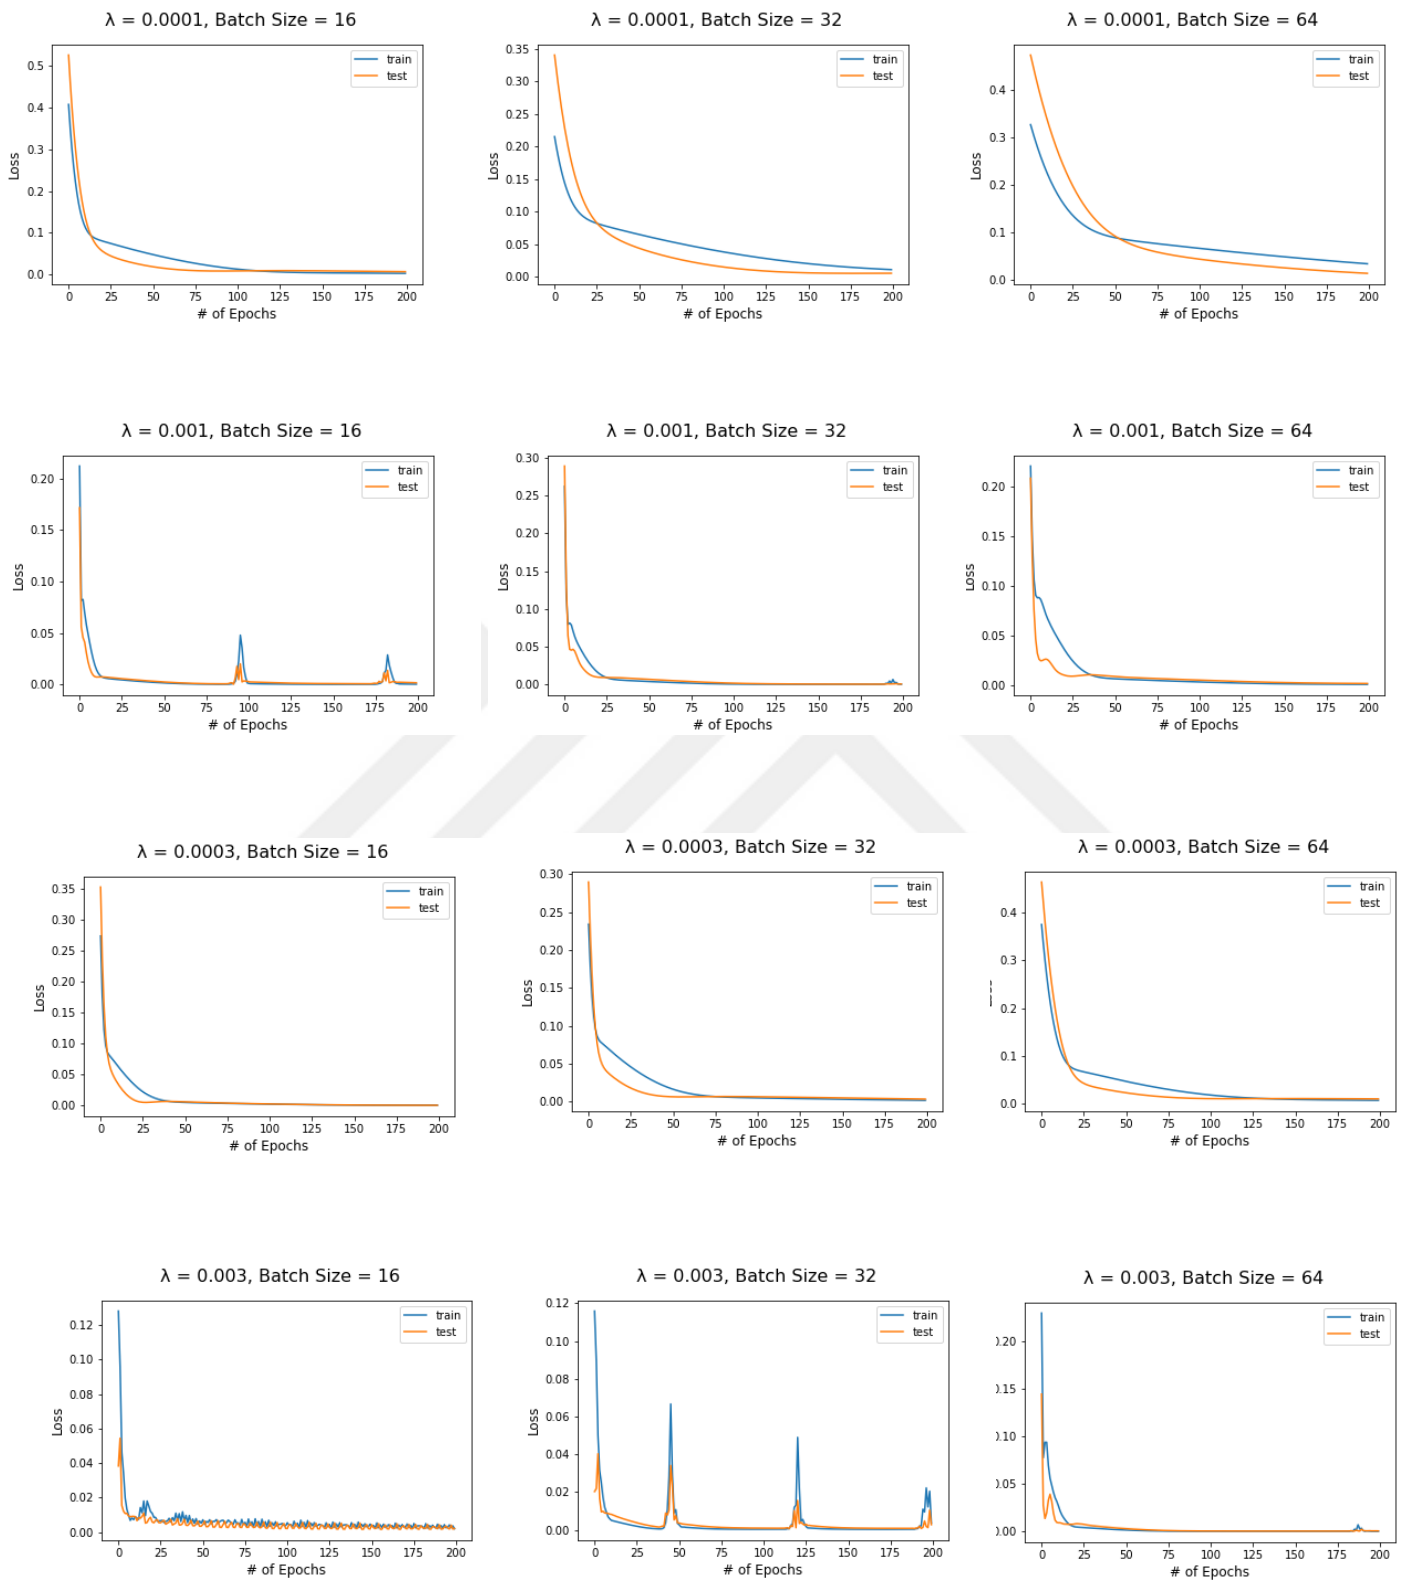 λ = 0.0001, Batch Size = 16
train
test
0.5
0.4
0.3
0.2
0.1
0.0
Loss
0 25 50 75 100 125 150 175 200
# of Epochs
λ = 0.0001, Batch Size = 32
train
test
0.35
0.30
0.25
0.20
0.15
0.10
0.05
0.00
Loss
0 25 50 75 100 125 150 175 200
# of Epochs
λ = 0.0001, Batch Size = 64
train
test
0.4
0.3
0.2
0.1
0.0
Loss
0 25 50 75 100 125 150 175 200
# of Epochs
λ = 0.001, Batch Size = 16
train
test
0.20
0.15
0.10
0.05
0.00
Loss
0 25 50 75 100 125 150 175 200
# of Epochs
λ = 0.001, Batch Size = 32
train
test
0.30
0.25
0.20
0.15
0.10
0.05
0.00
Loss
0 25 50 75 100 125 150 175 200
# of Epochs
λ = 0.001, Batch Size = 64
train
test
0.20
0.15
0.10
0.05
0.00
Loss
0 25 50 75 100 125 150 175 200
# of Epochs
λ = 0.0003, Batch Size = 16
train
test
0.35
0.30
0.25
0.20
0.15
0.10
0.05
0.00
Loss
0 25 50 75 100 125 150 175 200
# of Epochs
λ = 0.0003, Batch Size = 32
train
test
0.30
0.25
0.20
0.15
0.10
0.05
0.00
Loss
0 25 50 75 100 125 150 175 200
# of Epochs
λ = 0.0003, Batch Size = 64
train
test
0.4
0.3
0.2
0.1
0.0
0 25 50 75 100 125 150 175 200
# of Epochs
λ = 0.003, Batch Size = 16
train
test
0.12
0.10
0.08
0.06
0.04
0.02
0.00
Loss
0 25 50 75 100 125 150 175 200
# of Epochs
λ = 0.003, Batch Size = 32
train
test
0.12
0.10
0.08
0.06
0.04
0.02
0.00
Loss
0 25 50 75 100 125 150 175 200
# of Epochs
λ = 0.003, Batch Size = 64
train
test
.20
.15
.10
.05
.00
0 25 50 75 100 125 150 175 200
# of Epochs